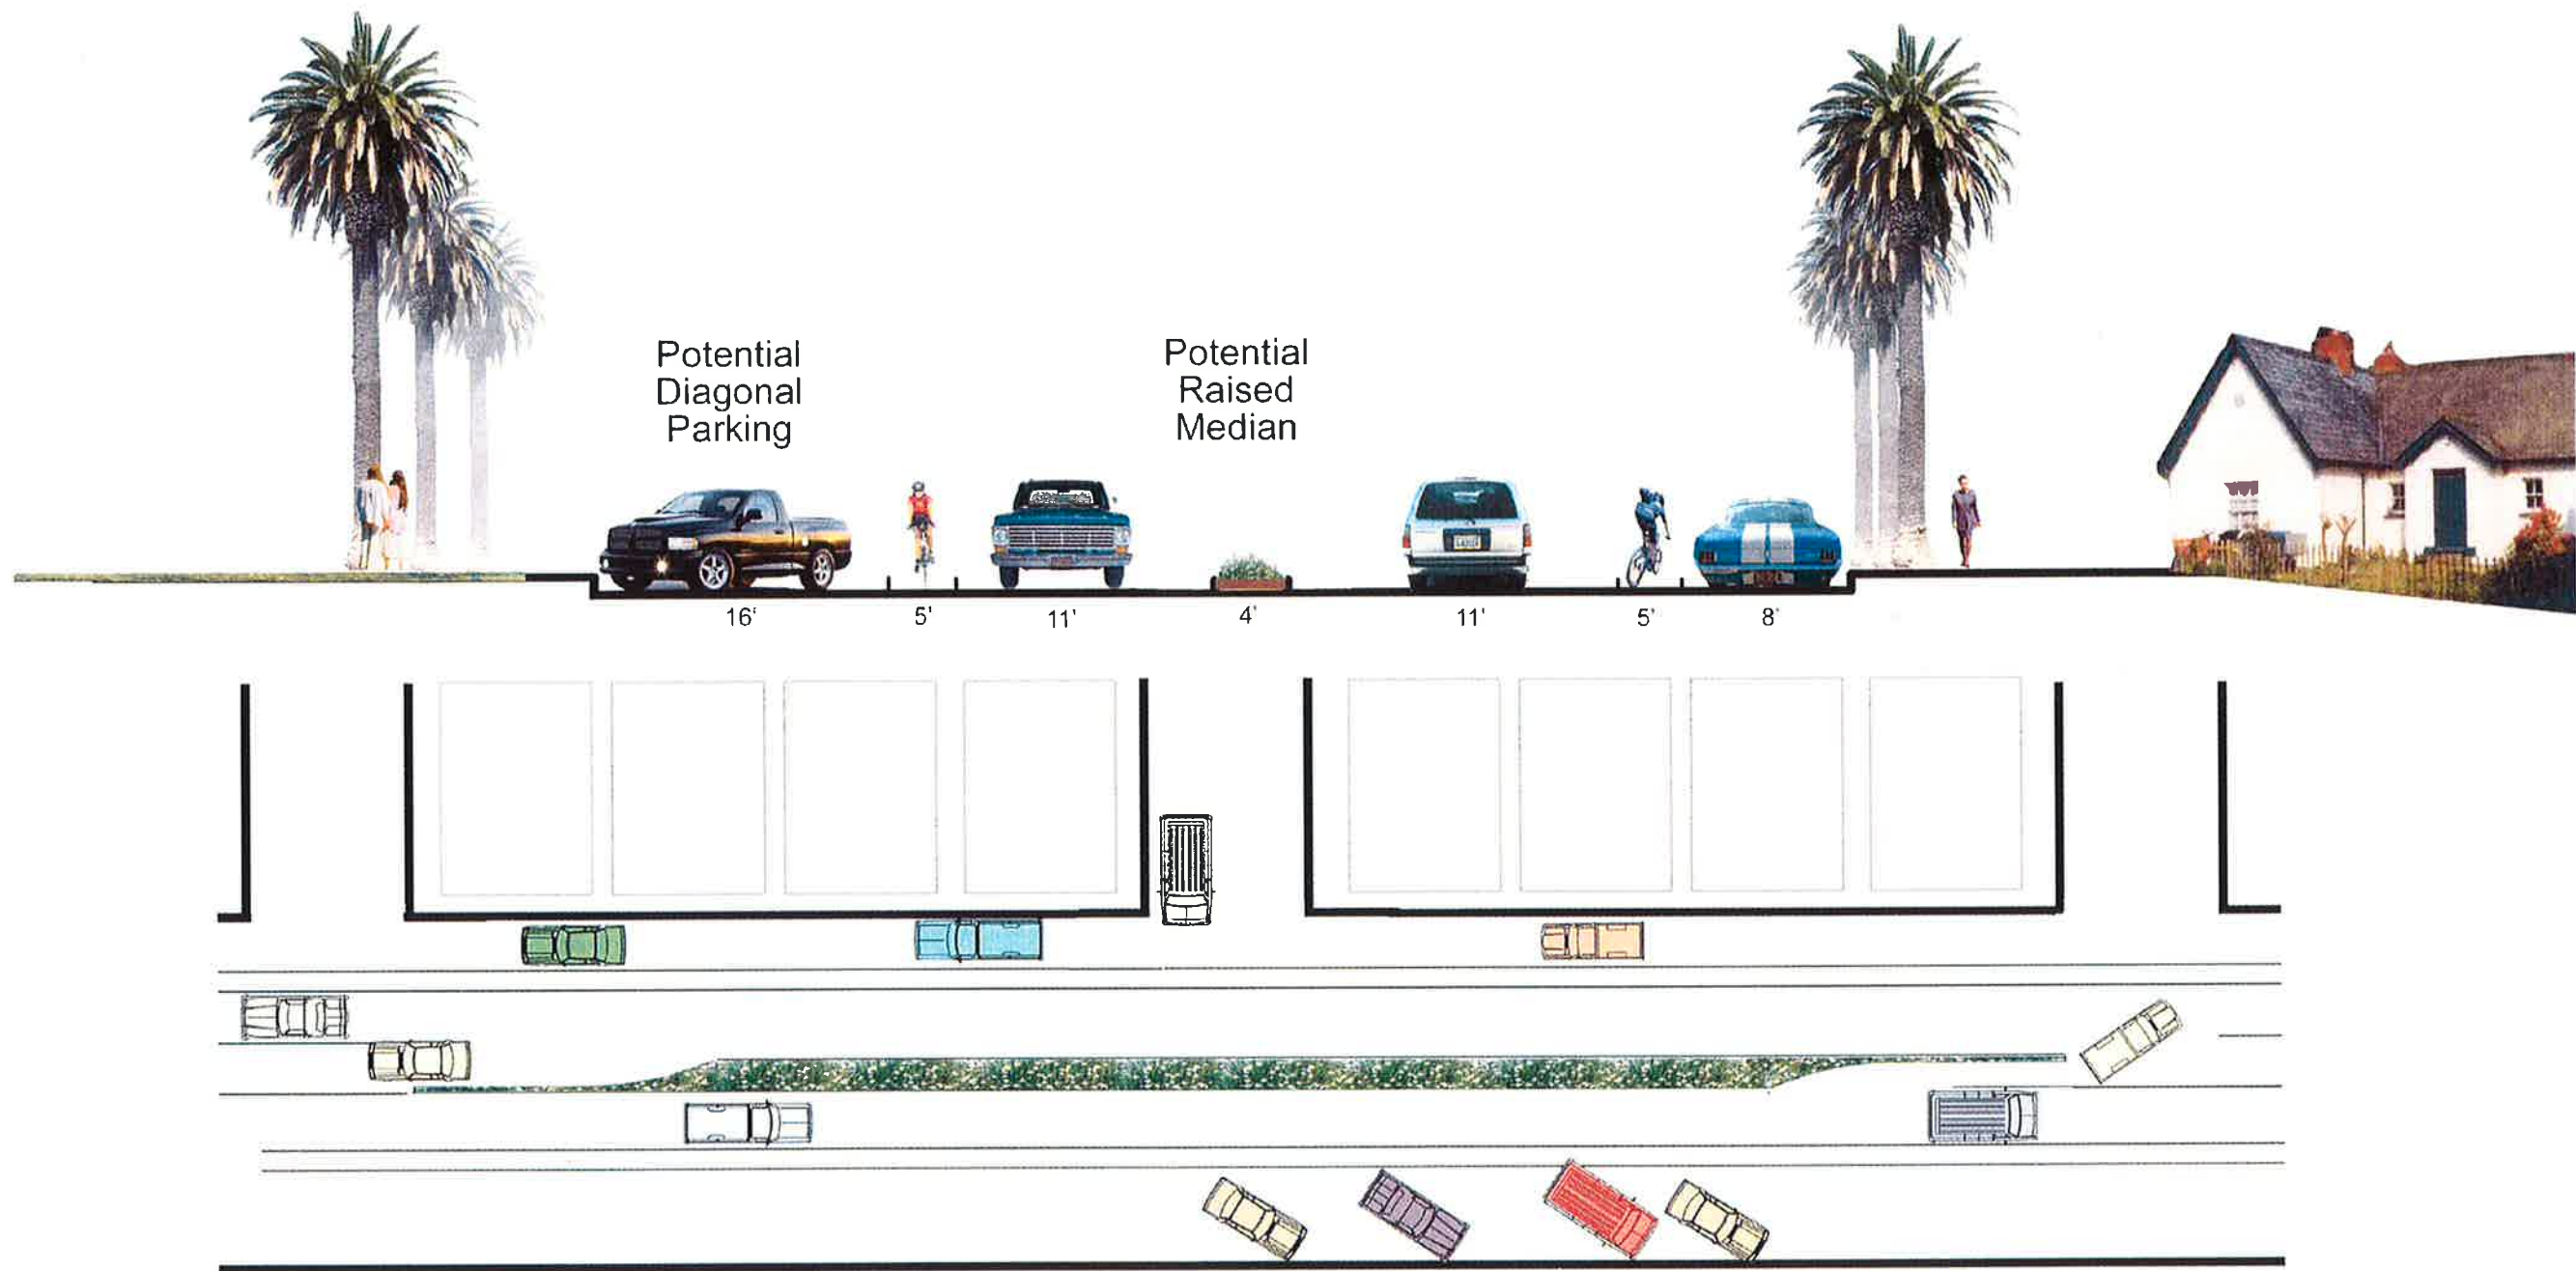 Potential
Diagonal
Parking
Potential
Raised
Median
16'
5'
11'
4'
11'
5'
8'